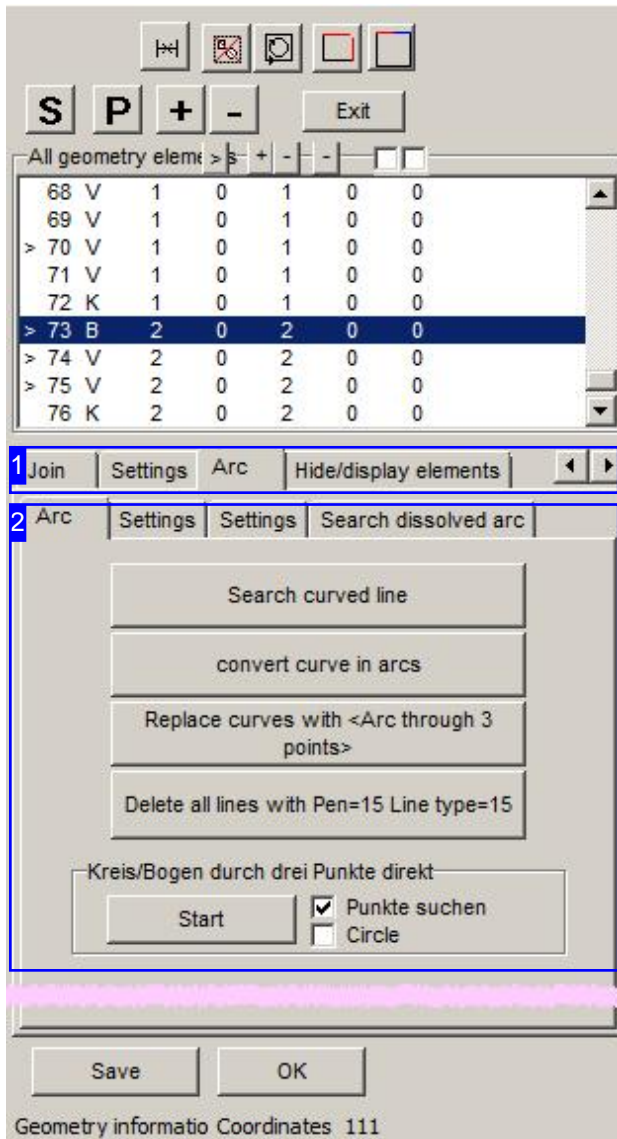 S P + - Exit
All geometry eleme > s + - -
68 V 1 0 1 0 0
69 V 1 0 1 0 0
> 70 V 1 0 1 0 0
71 V 1 0 1 0 0
72 K 1 0 1 0 0
> 73 B 2 0 2 0 0
> 74 V 2 0 2 0 0
> 75 V 2 0 2 0 0
76 K 2 0 2 0 0
1
Join Settings Arc Hide/display elements
2
Arc Settings Settings Search dissolved arc
Search curved line
convert curve in arcs
Replace curves with <Arc through 3
points>
Delete all lines with Pen=15 Line type=15
Kreis/Bogen durch drei Punkte direkt
Start Punkte suchen
Circle
Save OK
Geometry informatio Coordinates 111